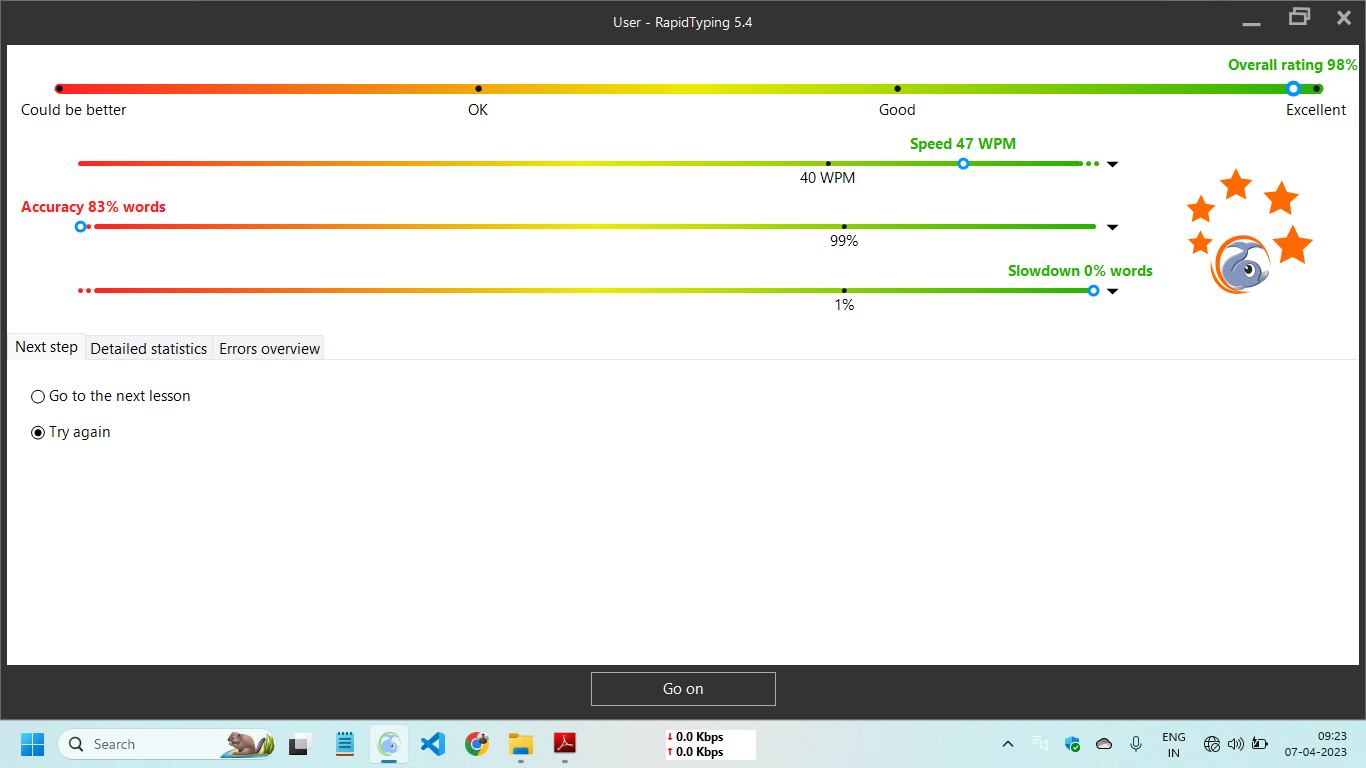 User - RapidTyping 5.4
Overall rating 98%
Could be better OK Good Excellent
Speed 47 WPM
40 WPM
Accuracy 83% words
99%
Slowdown 0% words
1%
Next step Detailed statistics Errors overview
Go to the next lesson
Try again
Go on
Search
0.0 Kbps
0.0 Kbps
ENG
IN
09:23
07-04-2023